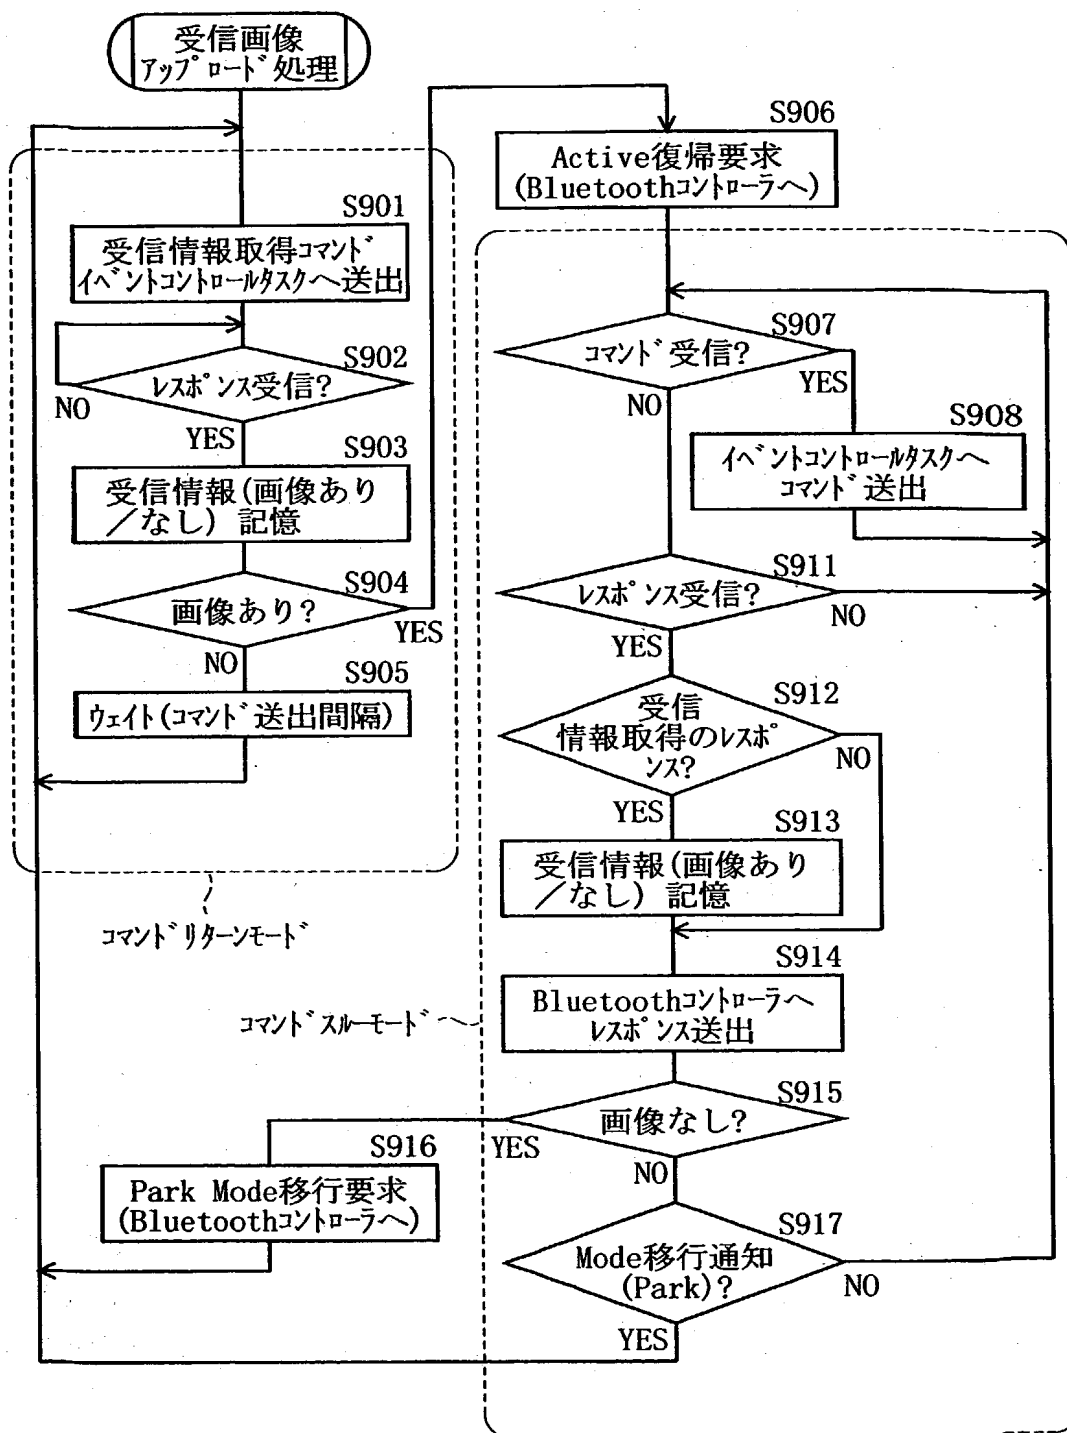 受信画像
アップロード処理
S901
受信情報取得コマンド
イベントコントロールタスクへ送出
S902
レスポンス受信?
NO
YES
S903
受信情報(画像あり
／なし) 記憶
S904
画像あり?
YES
NO
S905
ウェイト(コマンド送出間隔)
コマンドリターンモード
S906
Active復帰要求
(Bluetoothコントローラへ)
S907
コマンド受信?
YES
NO
S908
イベントコントロールタスクへ
コマンド送出
S911
レスポンス受信?
NO
YES
S912
受信
情報取得のレスポ
ンス?
NO
YES
S913
受信情報(画像あり
／なし) 記憶
S914
Bluetoothコントローラへ
レスポンス送出
コマンドスルーモード
S915
画像なし?
YES
NO
S916
Park Mode移行要求
(Bluetoothコントローラへ)
S917
Mode移行通知
(Park)?
NO
YES